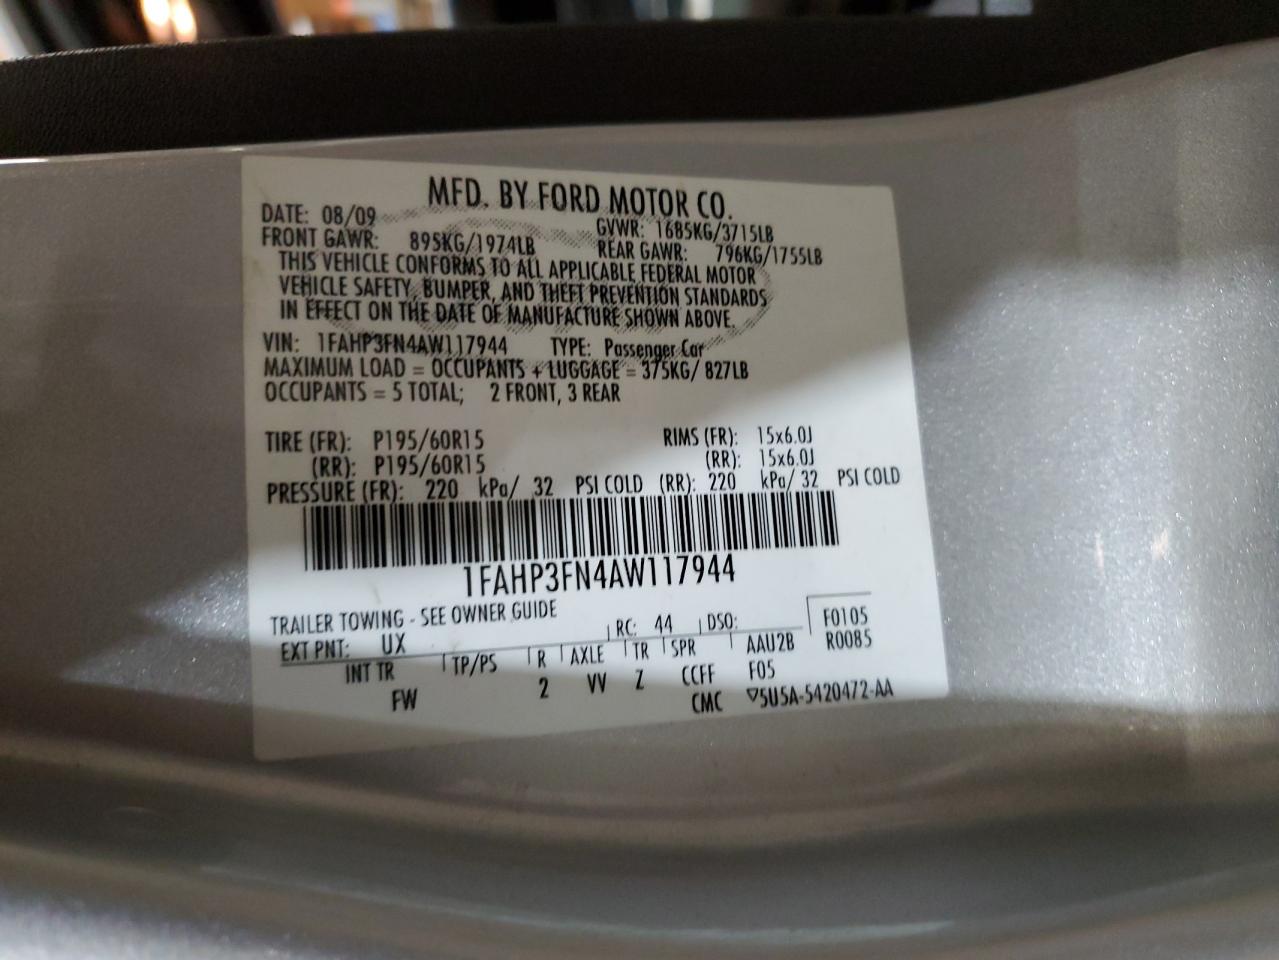 MFD. BY FORD MOTOR CO.
DATE: 08/09 GVWR: 1685KG/3715LB
FRONT GAWR: 895KG/1974LB REAR GAWR: 796KG/1755LB
THIS VEHICLE CONFORMS TO ALL APPLICABLE FEDERAL MOTOR
VEHICLE SAFETY, BUMPER, AND THEFT PREVENTION STANDARDS
IN EFFECT ON THE DATE OF MANUFACTURE SHOWN ABOVE.
VIN: 1FAHP3FN4AW117944 TYPE: Passenger Car
MAXIMUM LOAD = OCCUPANTS + LUGGAGE = 375KG/ 827LB
OCCUPANTS = 5 TOTAL; 2 FRONT, 3 REAR
TIRE (FR): P195/60R15 RIMS (FR): 15x6.0J
(RR): P195/60R15 (RR): 15x6.0J
PRESSURE (FR): 220 kPa/ 32 PSI COLD (RR): 220 kPa/ 32 PSI COLD
1FAHP3FN4AW117944
TRAILER TOWING - SEE OWNER GUIDE
EXT PNT: UX RC: 44 DSO: F0105
INT TR TP/PS R AXLE TR SPR AAU2B R0085
FW 2 VV Z CCFF F05
CMC ▽5U5A-5420472-AA